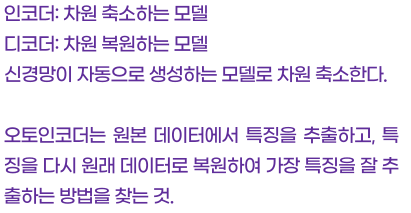 인코더: 차원 축소하는 모델
디코더: 차원 복원하는 모델
신경망이 자동으로 생성하는 모델로 차원 축소한다.

오토인코더는 원본 데이터에서 특징을 추출하고, 특
징을 다시 원래 데이터로 복원하여 가장 특징을 잘 추
출하는 방법을 찾는 것.